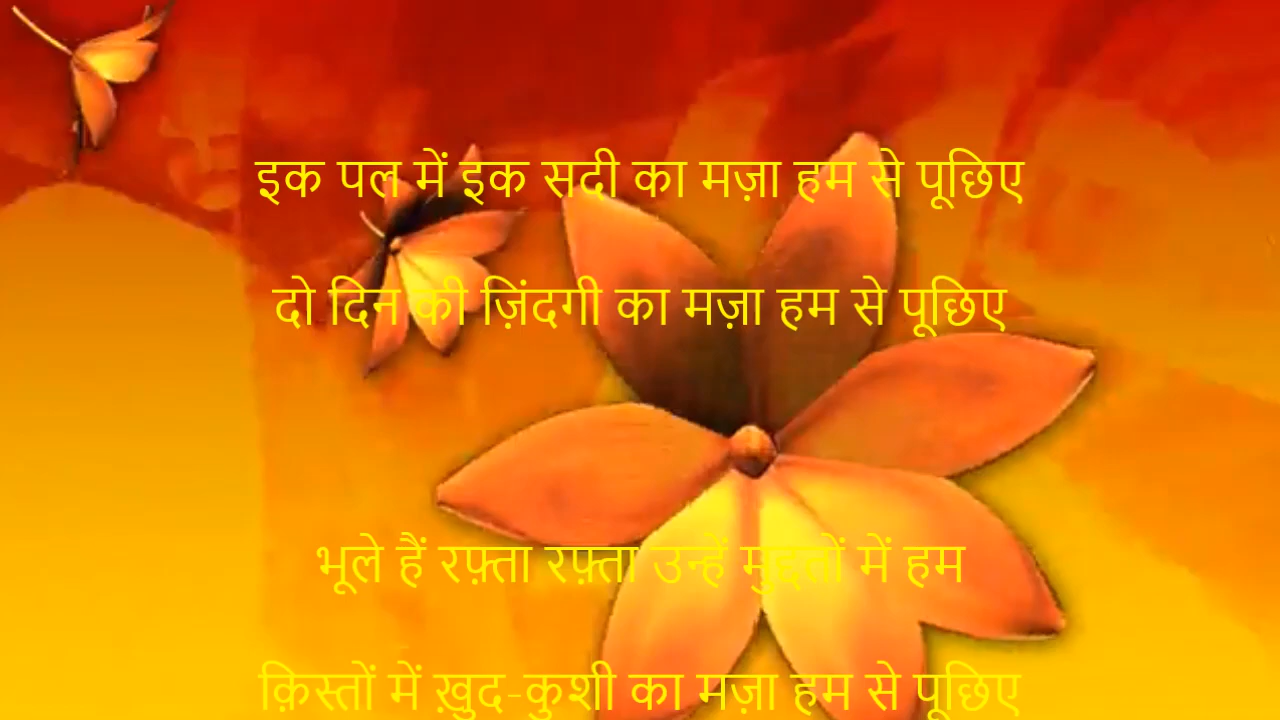 इक पल में इक सदी का मज़ा हम से पूछिए
दो दिन की ज़िंदगी का मज़ा हम से पूछिए
भूले हैं रफ़्ता रफ़्ता उन्हें मुद्दतों में हम
क़िस्तों में ख़ुद-कुशी का मज़ा हम से पूछिए